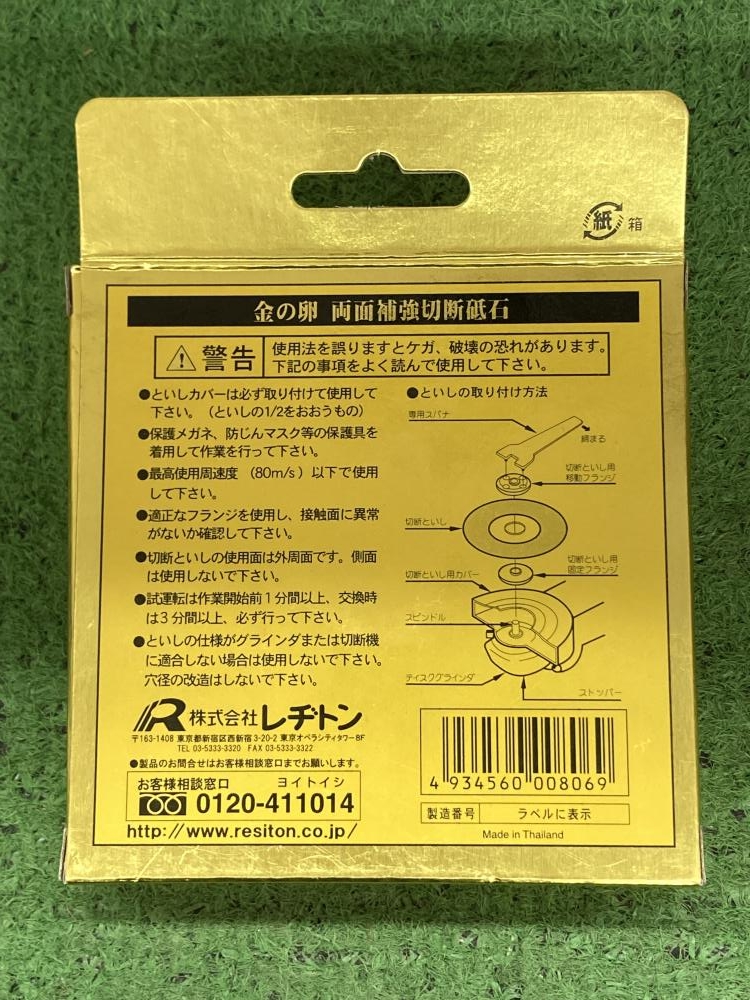 紙 箱
金の卵 両面補強切断砥石
警告
使用法を誤りますとケガ、破壊の恐れがあります。
下記の事項をよく読んで使用して下さい。
●といしカバーは必ず取り付けて使用して
下さい。(といしの1/2をおおうもの)
●保護メガネ、防じんマスク等の保護具を
着用して作業を行って下さい。
●最高使用周速度 (80m/s)以下で使用
して下さい。
●適正なフランジを使用し、接触面に異常
がないか確認して下さい。
●切断といしの使用面は外周面です。側面
は使用しないで下さい。
●試運転は作業開始前1分間以上、交換時
は3分間以上、必ず行って下さい。
●といしの仕様がグラインダまたは切断機
に適合しない場合は使用しないで下さい。
穴径の改造はしないで下さい。
●といしの取り付け方法
専用スパナ
締まる
切断といし用
移動フランジ
切断といし
切断といし用
固定フランジ
切断といし用カバー
スピンドル
ディスクグラインダ
ストッパー
株式会社レヂトン
〒163-1408 東京都新宿区西新宿3-20-2 東京オペラシティタワー8F
TEL 03-5333-3320 FAX 03-5333-3322
●製品のお問合せはお客様相談窓口までお願いします。
お客様相談窓口 ヨイトイシ
0120-411014
http://www.resiton.co.jp/
4 934560 008069
製造番号 ラベルに表示
Made in Thailand